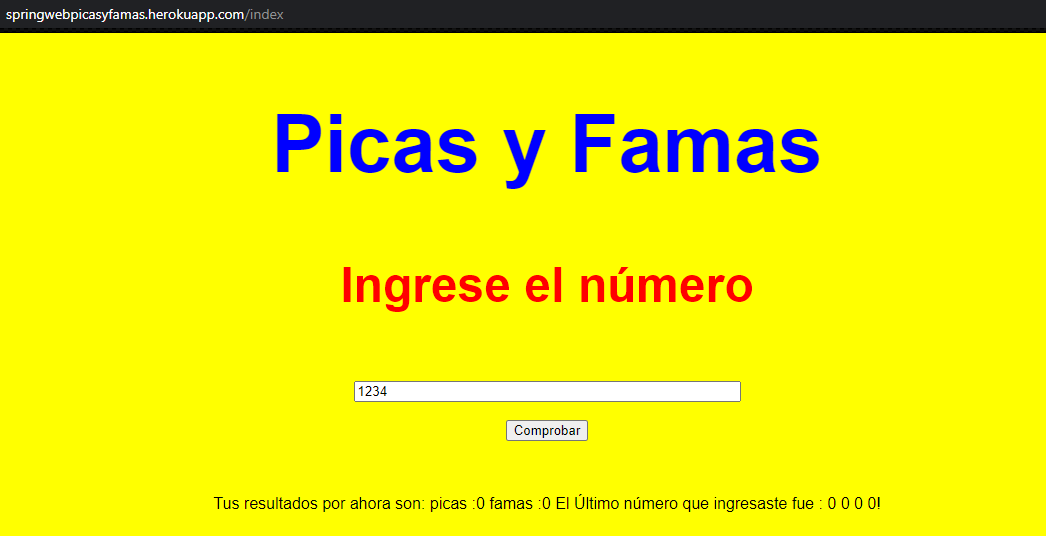 springwebpicasyfamas.herokuapp.com/index
Picas y Famas
Ingrese el número
1234
Comprobar
Tus resultados por ahora son: picas :0 famas :0 El Último número que ingresaste fue : 0 0 0 0!